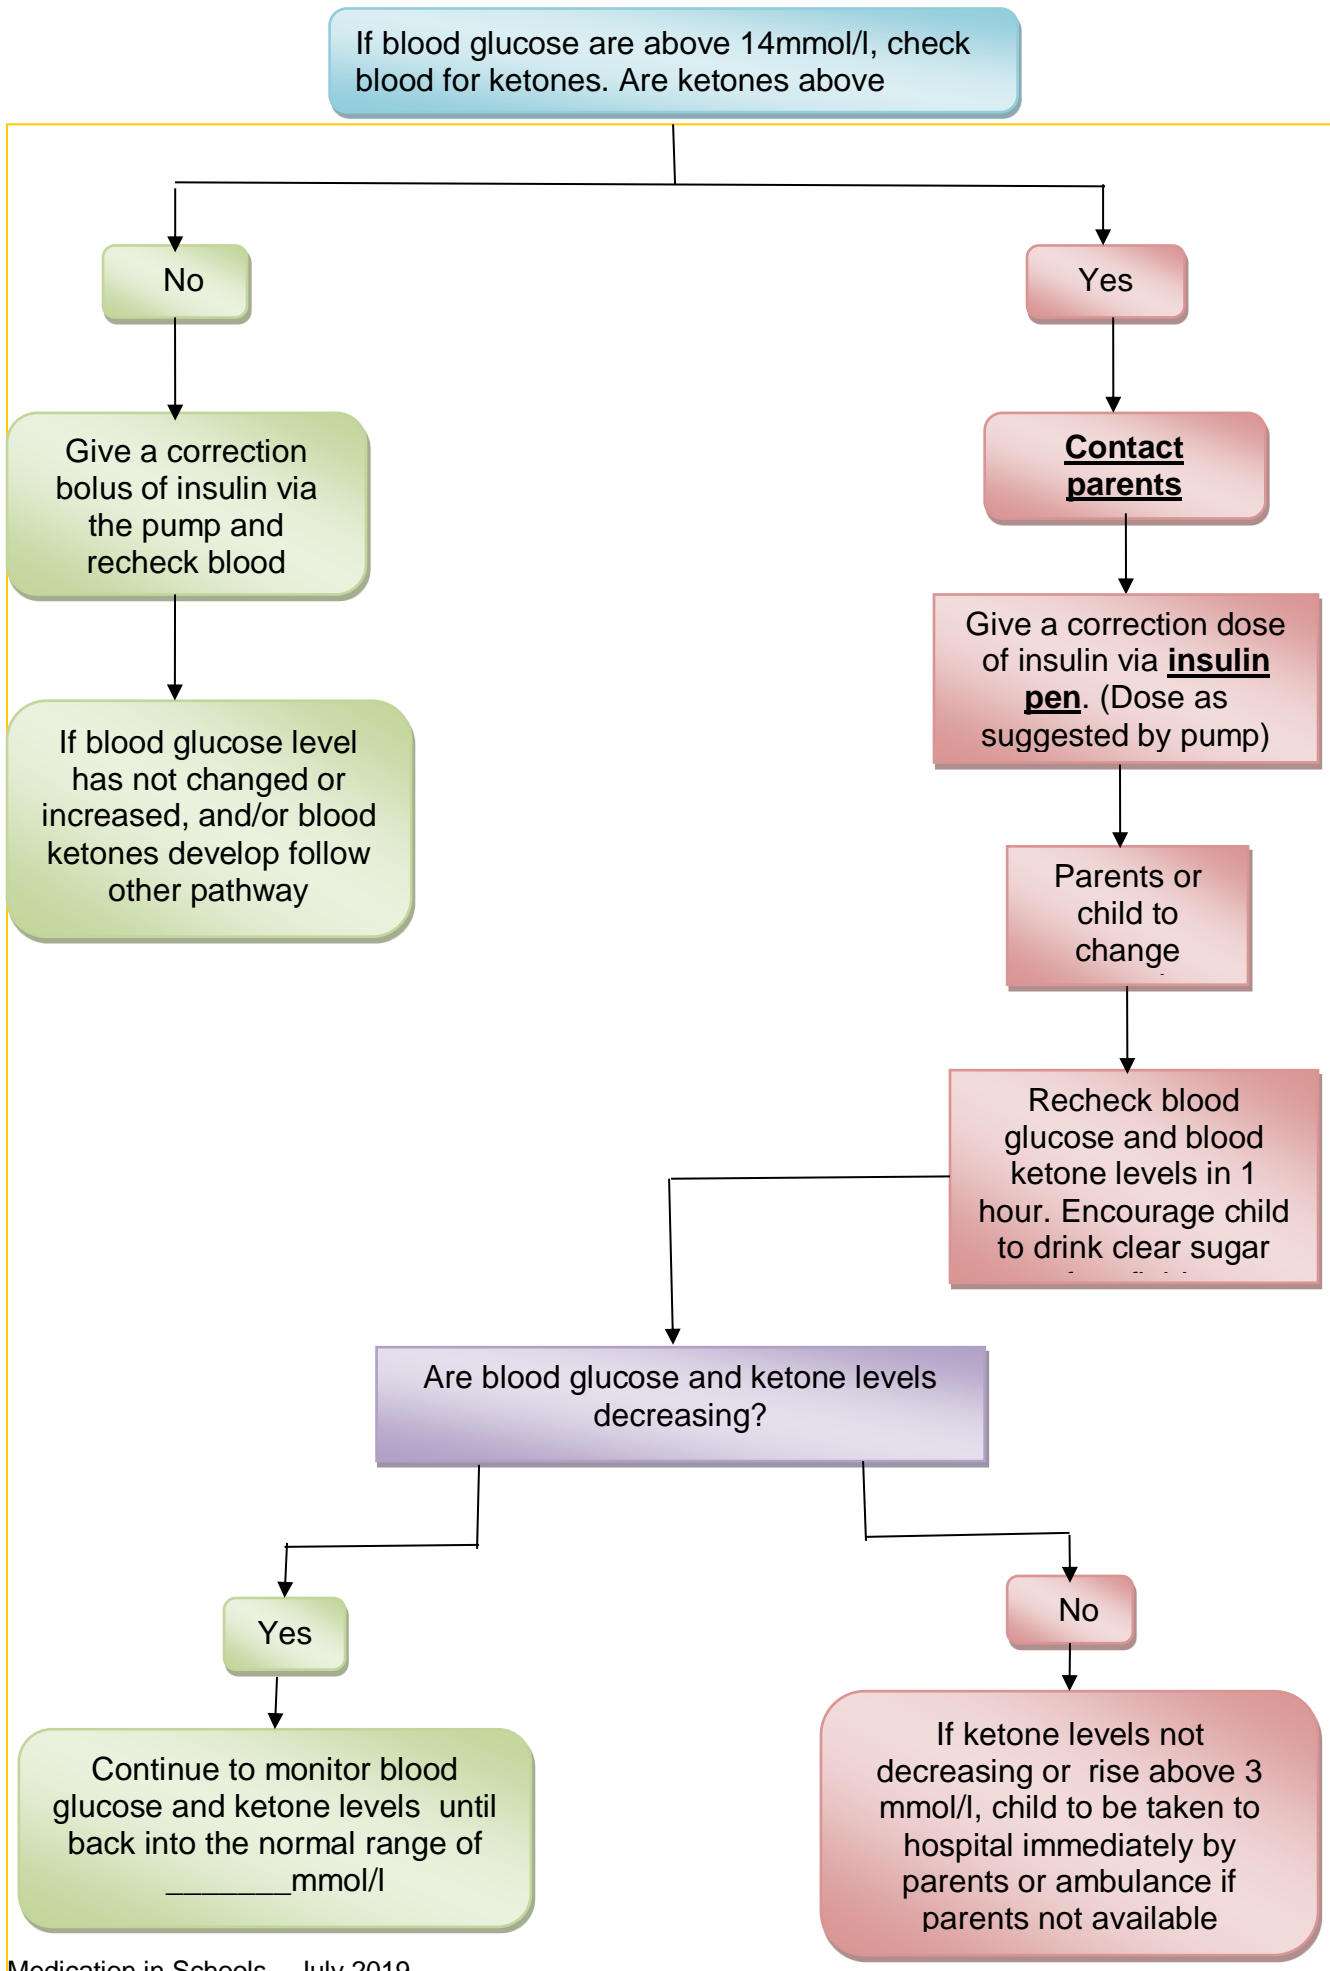 If blood glucose are above 14mmol/l, check
blood for ketones. Are ketones above
No
Yes
Give a correction
bolus of insulin via
the pump and
recheck blood
Contact
parents
Give a correction dose
of insulin via insulin
pen. (Dose as
suggested by pump)
If blood glucose level
has not changed or
increased, and/or blood
ketones develop follow
other pathway
Parents or
child to
change
Recheck blood
glucose and blood
ketone levels in 1
hour. Encourage child
to drink clear sugar
Are blood glucose and ketone levels
decreasing?
Yes
No
Continue to monitor blood
glucose and ketone levels  until
back into the normal range of
_______mmol/l
If ketone levels not
decreasing or  rise above 3
mmol/l, child to be taken to
hospital immediately by
parents or ambulance if
parents not available
Medication in Schools    July 2019